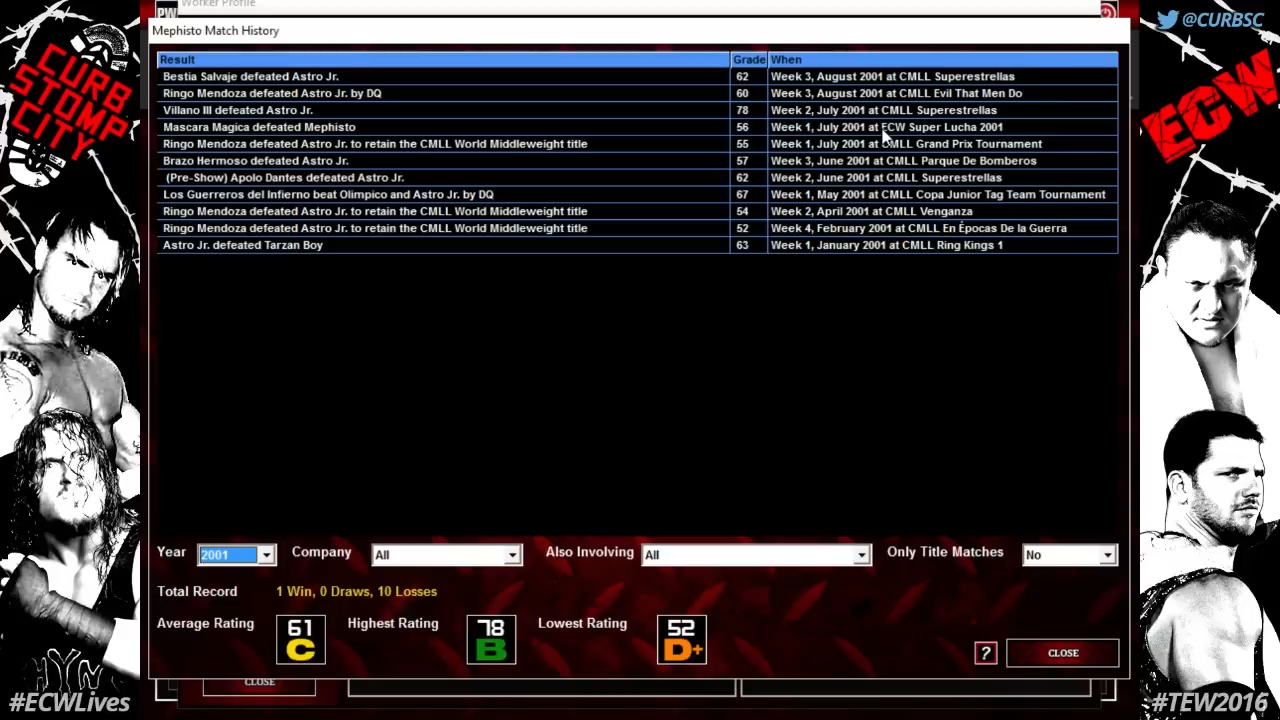 Worker Profile
PW
@CURBSC
Mephisto Match History
Result Grade When
Bestia Salvaje defeated Astro Jr. 62 Week 3, August 2001 at CMLL Superestrellas
Ringo Mendoza defeated Astro Jr. by DQ 60 Week 3, August 2001 at CMLL Evil That Men Do
Villano III defeated Astro Jr. 78 Week 2, July 2001 at CMLL Superestrellas
Mascara Magica defeated Mephisto 56 Week 1, July 2001 at ECW Super Lucha 2001
Ringo Mendoza defeated Astro Jr. to retain the CMLL World Middleweight title 55 Week 1, July 2001 at CMLL Grand Prix Tournament
Brazo Hermoso defeated Astro Jr. 57 Week 3, June 2001 at CMLL Parque De Bomberos
(Pre-Show) Apolo Dantes defeated Astro Jr. 62 Week 2, June 2001 at CMLL Superestrellas
Los Guerreros del Infierno beat Olimpico and Astro Jr. by DQ 67 Week 1, May 2001 at CMLL Copa Junior Tag Team Tournament
Ringo Mendoza defeated Astro Jr. to retain the CMLL World Middleweight title 54 Week 2, April 2001 at CMLL Venganza
Ringo Mendoza defeated Astro Jr. to retain the CMLL World Middleweight title 52 Week 4, February 2001 at CMLL En Épocas De la Guerra
Astro Jr. defeated Tarzan Boy 63 Week 1, January 2001 at CMLL Ring Kings 1
CURB
STOMP
CITY
ECW
Year 2001 Company All Also Involving All Only Title Matches No
Total Record 1 Win, 0 Draws, 10 Losses
Average Rating 61 C Highest Rating 78 B Lowest Rating 52 D+
? CLOSE
CLOSE
#ECWLives
#TEW2016